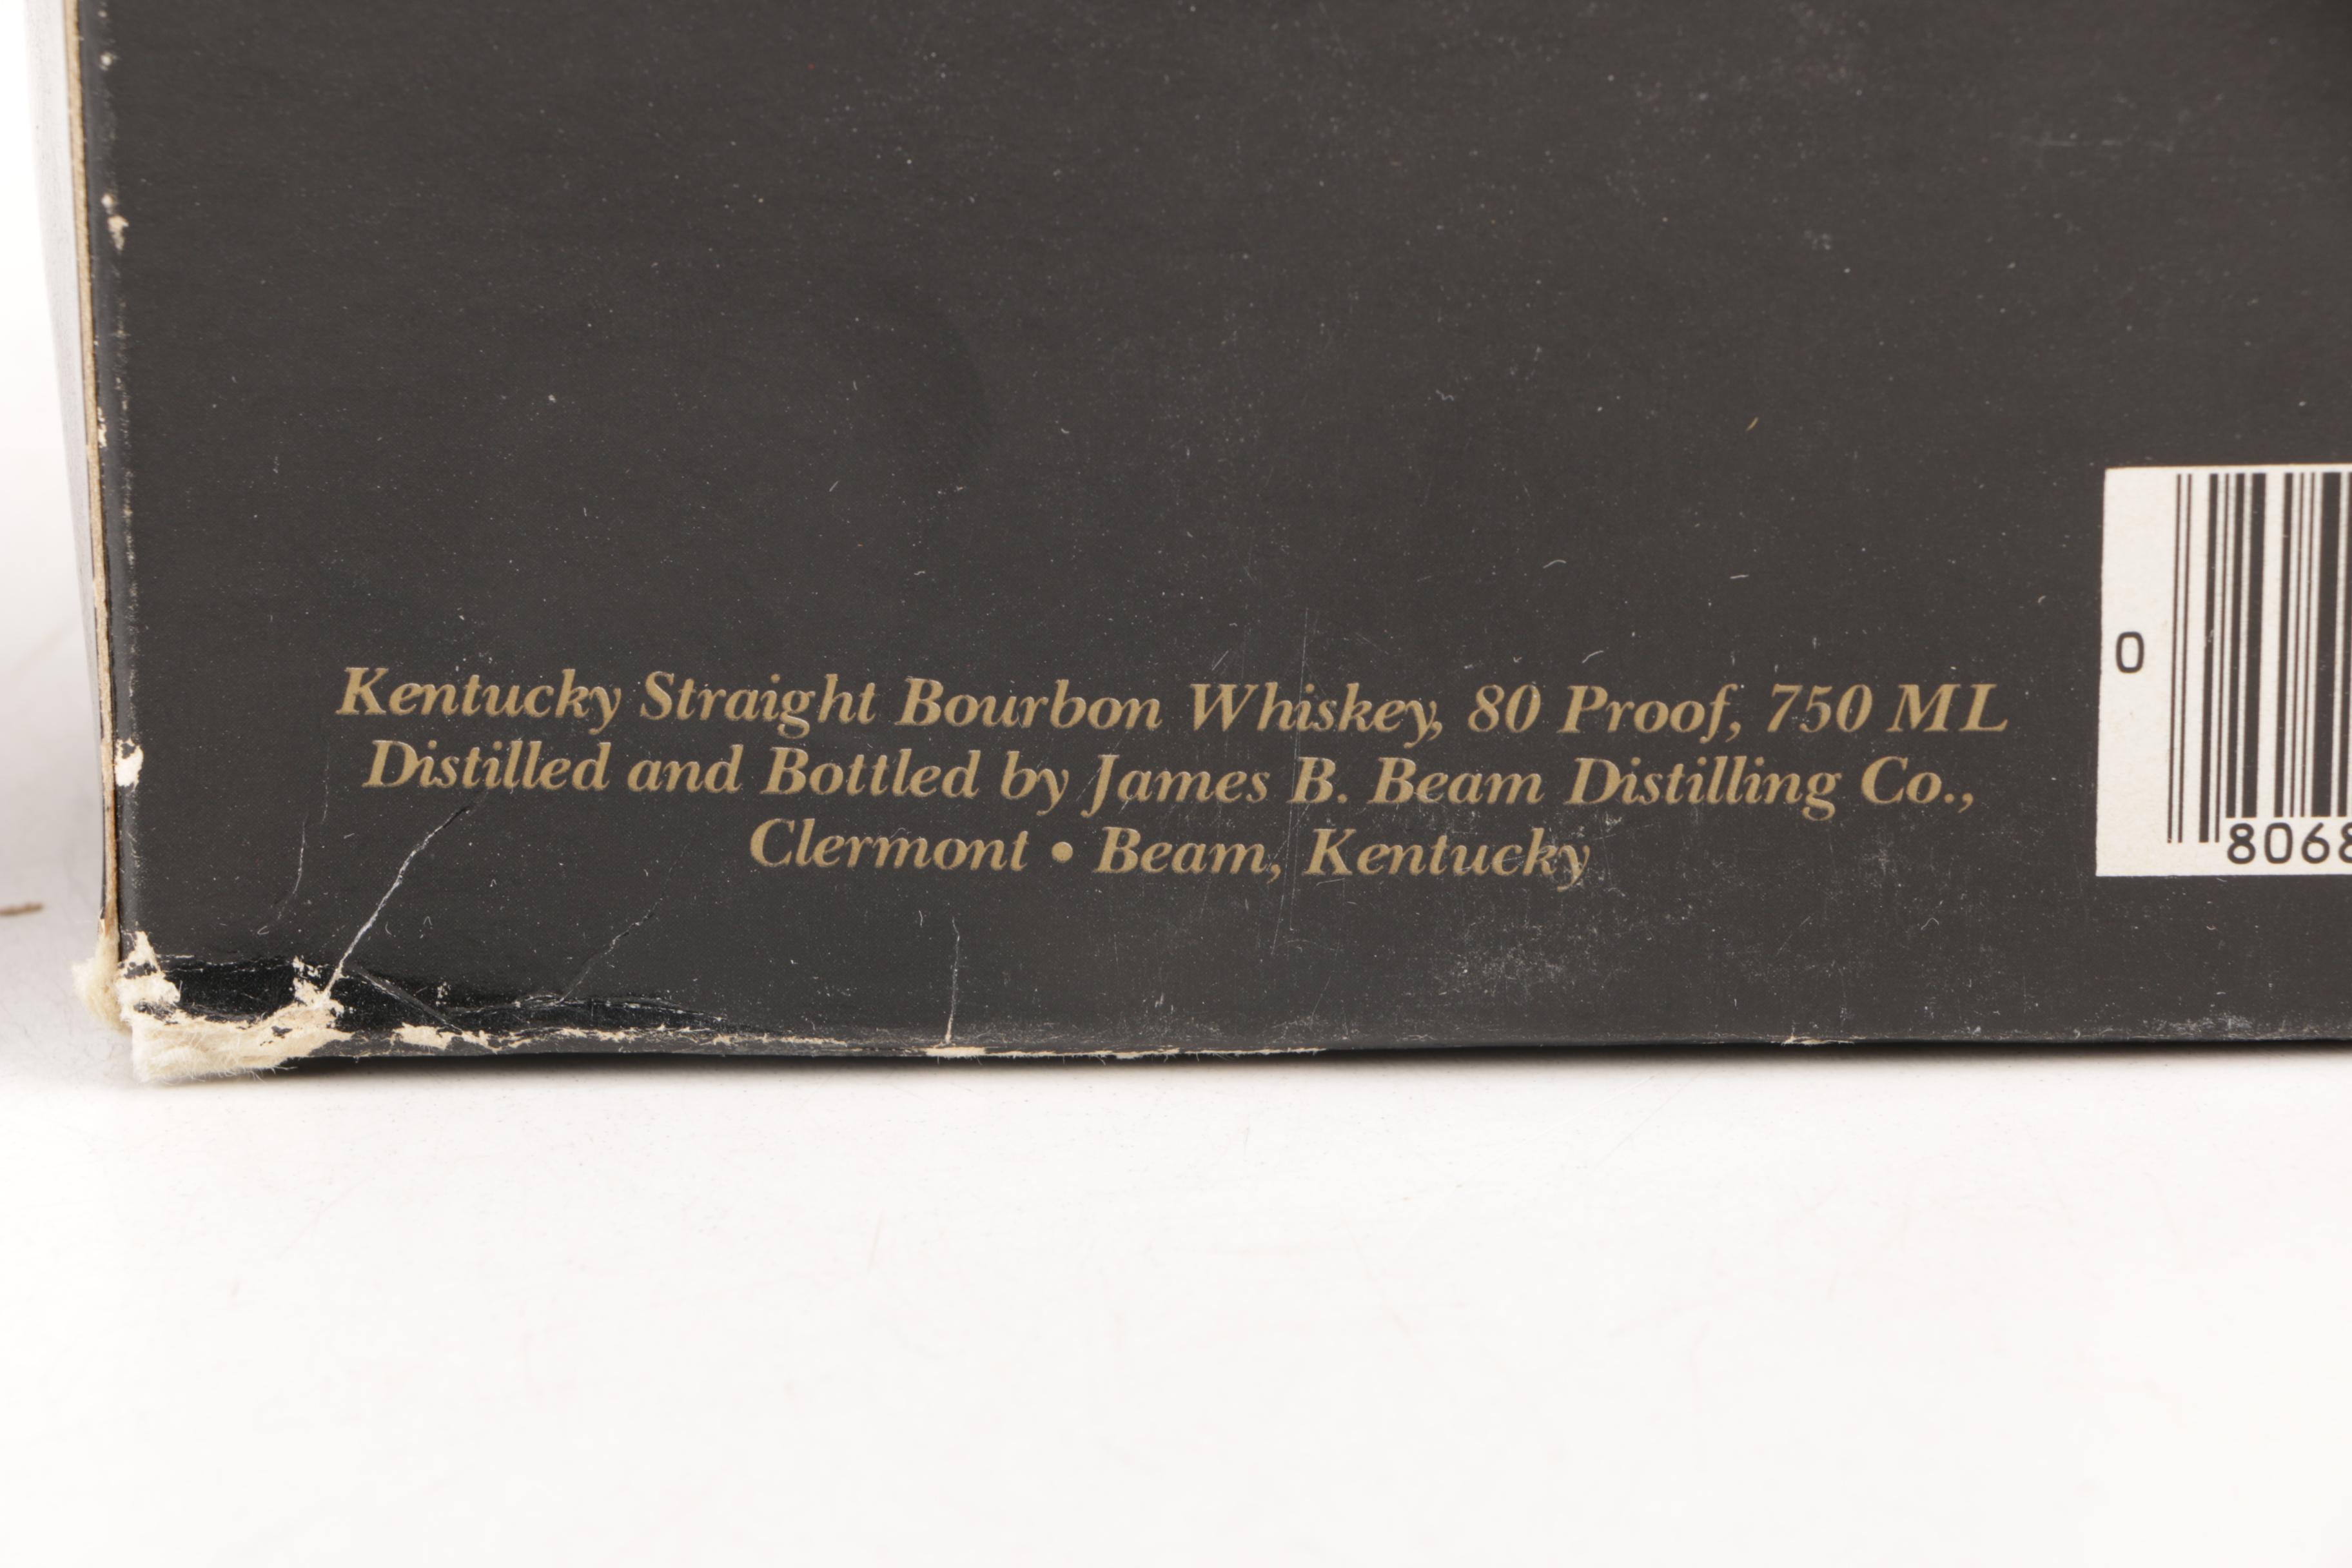 Kentucky Straight Bourbon Whiskey, 80 Proof, 750 ML
Distilled and Bottled by James B. Beam Distilling Co.,
Clermont • Beam, Kentucky
0
8068